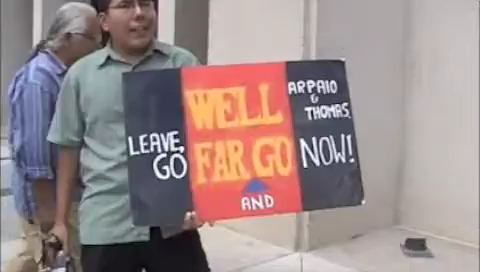 LEAVE,
GO
WELL
FAR GO
AND
ARPAIO
&
THOMAS,
NOW!